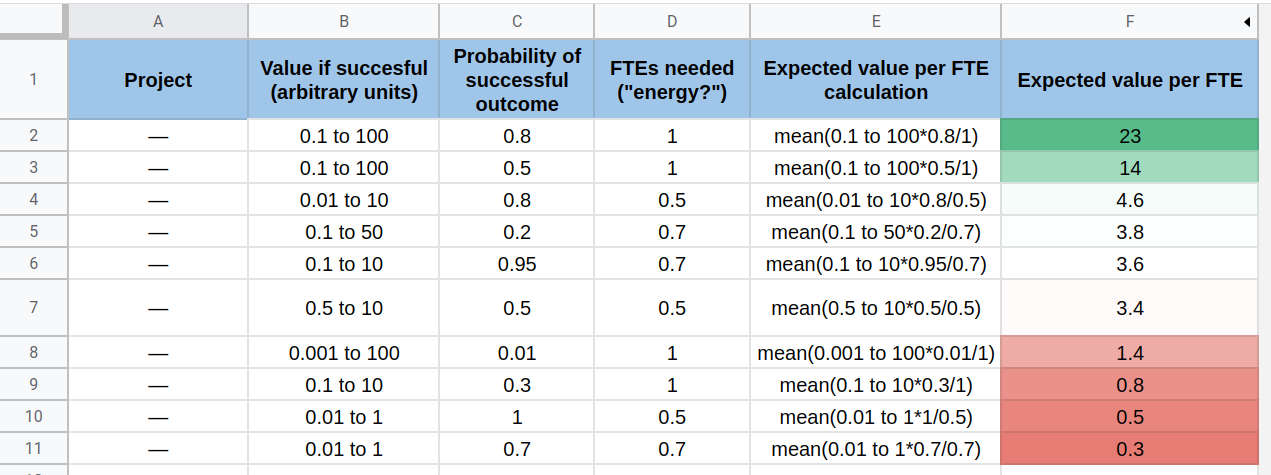 A B C D E F
1 Project Value if succesful (arbitrary units) Probability of successful outcome FTEs needed ("energy?") Expected value per FTE calculation Expected value per FTE
2 — 0.1 to 100 0.8 1 mean(0.1 to 100*0.8/1) 23
3 — 0.1 to 100 0.5 1 mean(0.1 to 100*0.5/1) 14
4 — 0.01 to 10 0.8 0.5 mean(0.01 to 10*0.8/0.5) 4.6
5 — 0.1 to 50 0.2 0.7 mean(0.1 to 50*0.2/0.7) 3.8
6 — 0.1 to 10 0.95 0.7 mean(0.1 to 10*0.95/0.7) 3.6
7 — 0.5 to 10 0.5 0.5 mean(0.5 to 10*0.5/0.5) 3.4
8 — 0.001 to 100 0.01 1 mean(0.001 to 100*0.01/1) 1.4
9 — 0.1 to 10 0.3 1 mean(0.1 to 10*0.3/1) 0.8
10 — 0.01 to 1 1 0.5 mean(0.01 to 1*1/0.5) 0.5
11 — 0.01 to 1 0.7 0.7 mean(0.01 to 1*0.7/0.7) 0.3